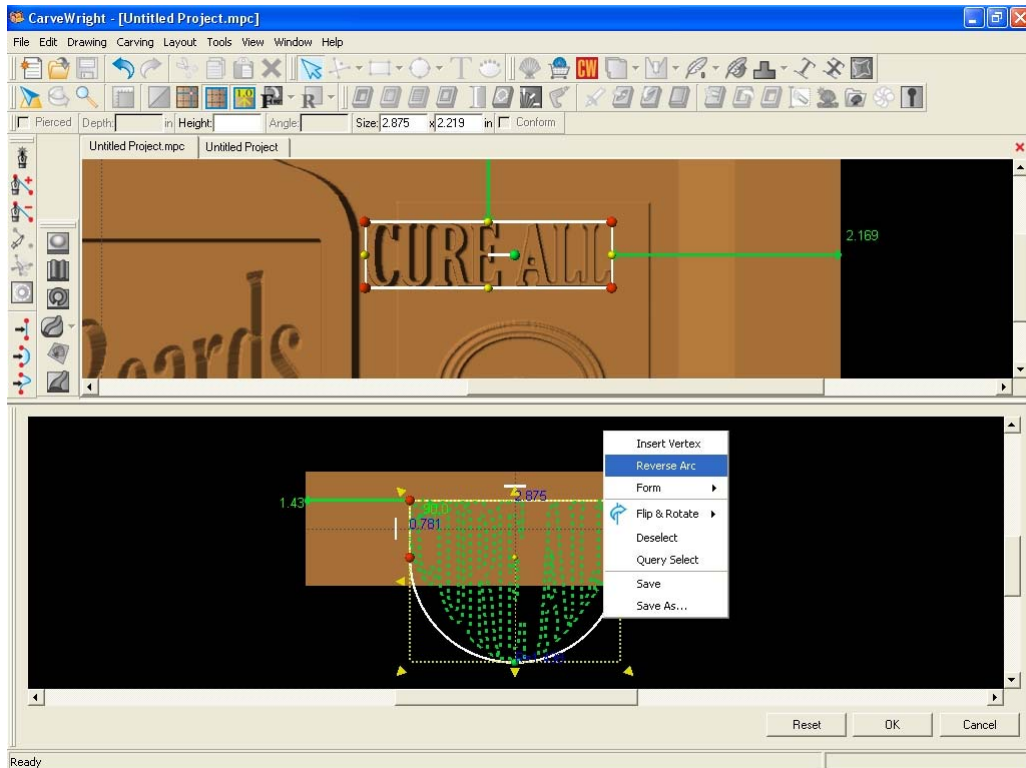 CarveWright - [Untitled Project.mpc]
File Edit Drawing Carving Layout Tools View Window Help
Pierced Depth: in Height: Angle: Size: 2.875 x 2.219 in Conform
Untitled Project.mpc Untitled Project
CURE ALL
2.169
Boards
Insert Vertex
Reverse Arc
Form
Flip & Rotate
Deselect
Query Select
Save
Save As...
1.43
2.875
90.0
0.781
Reset OK Cancel
Ready